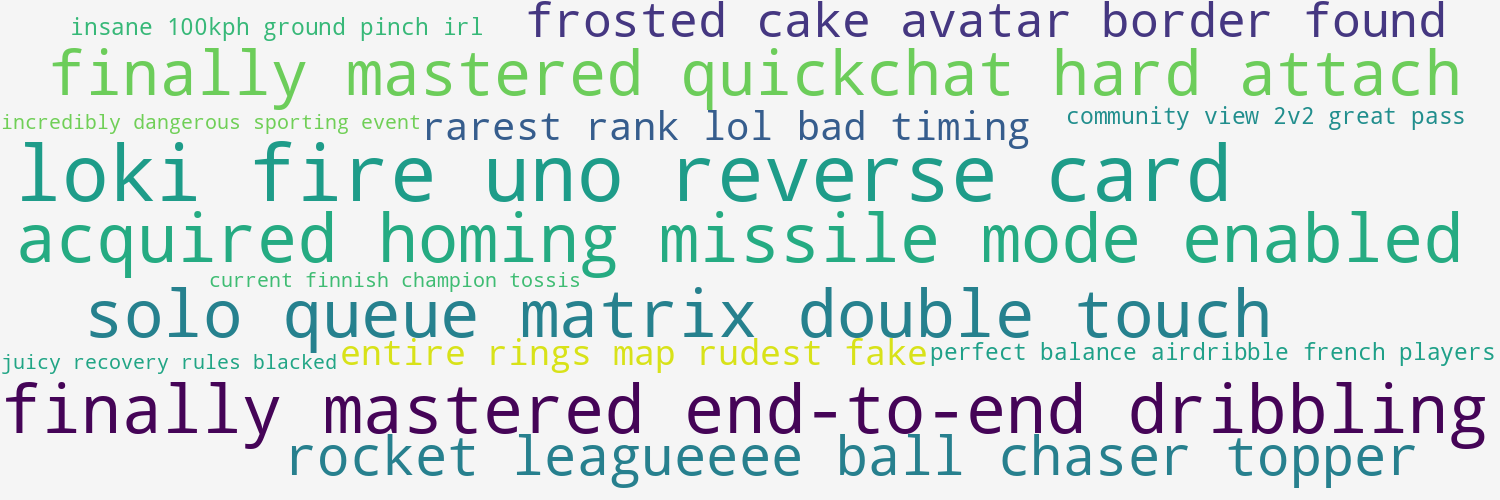 insane 100kph ground pinch irl
frosted cake avatar border found
finally mastered quickchat hard attach
incredibly dangerous sporting event
rarest rank lol bad timing
community view 2v2 great pass
loki fire uno reverse card
acquired homing missile mode enabled
current finnish champion tossis
solo queue matrix double touch
juicy recovery rules blacked
entire rings map rudest fake
perfect balance airdribble french players
finally mastered end-to-end dribbling
rocket leagueeee ball chaser topper